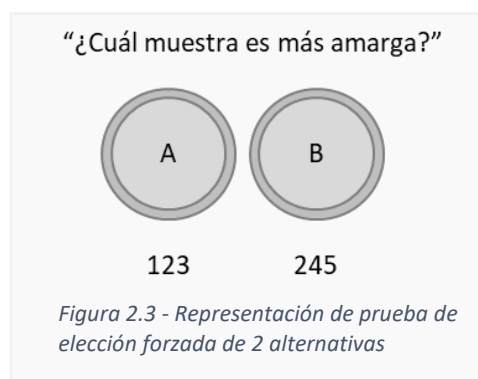 “¿Cuál muestra es más amarga?”
A B
123 245
Figura 2.3 - Representación de prueba de
elección forzada de 2 alternativas